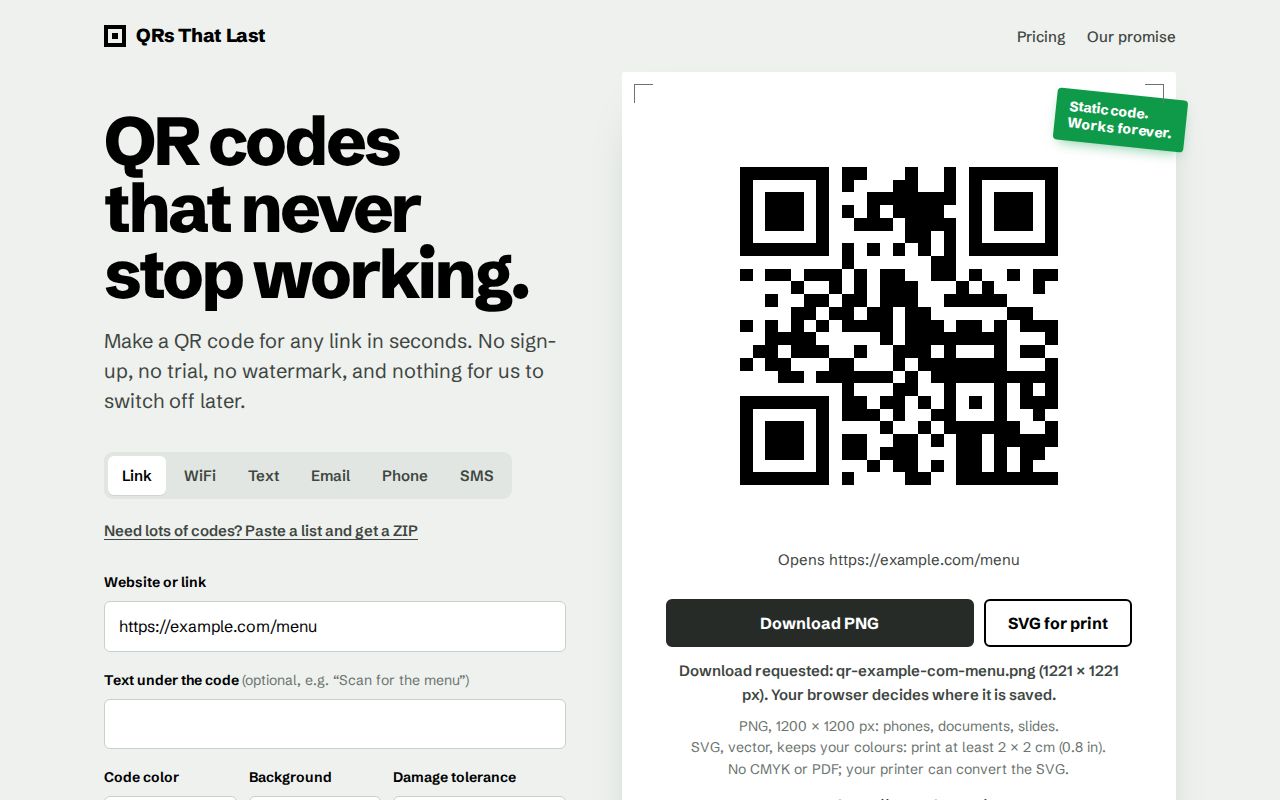 QRs That Last
Pricing
Our promise
QR codes
that never
stop working.
Make a QR code for any link in seconds. No sign-
up, no trial, no watermark, and nothing for us to
switch off later.
Link
WiFi
Text
Email
Phone
SMS
Need lots of codes? Paste a list and get a ZIP
Website or link
https://example.com/menu
Text under the code (optional, e.g. “Scan for the menu”)
Code color
Background
Damage tolerance
Static code.
Works forever.
Opens https://example.com/menu
Download PNG
SVG for print
Download requested: qr-example-com-menu.png (1221 × 1221
px). Your browser decides where it is saved.
PNG, 1200 × 1200 px: phones, documents, slides.
SVG, vector, keeps your colours: print at least 2 × 2 cm (0.8 in).
No CMYK or PDF; your printer can convert the SVG.